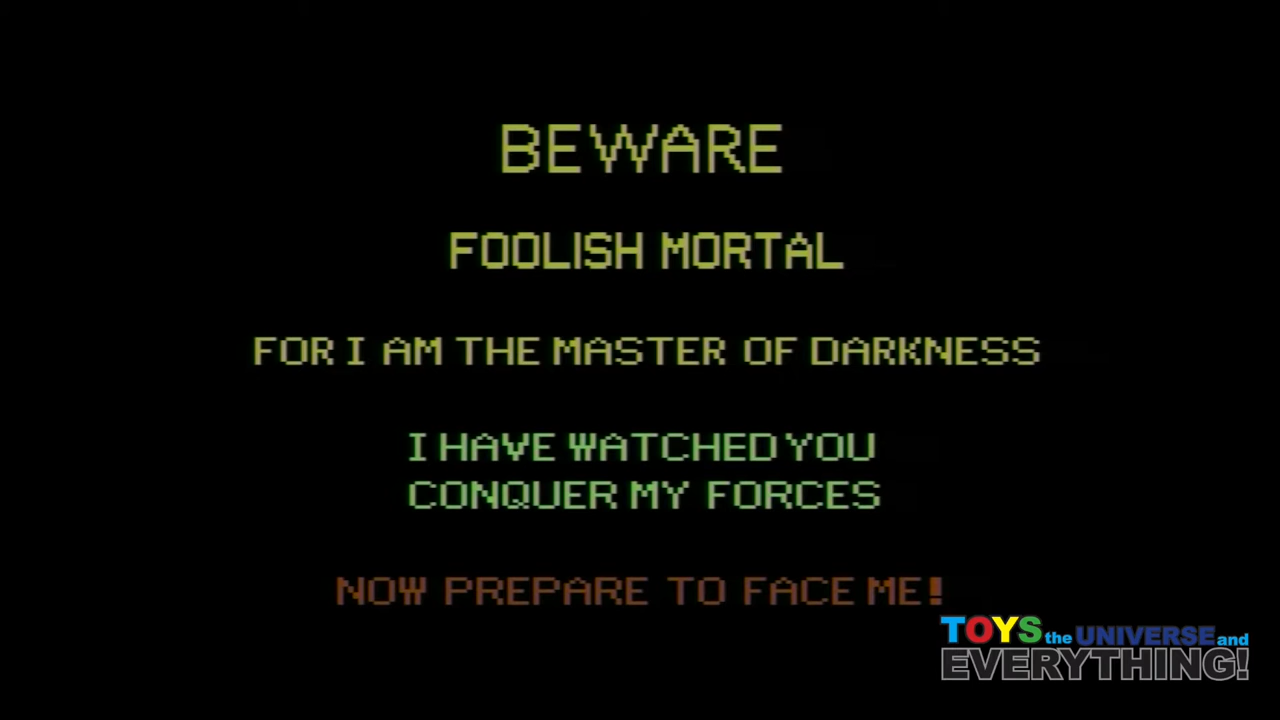 BEWARE
FOOLISH MORTAL
FOR I AM THE MASTER OF DARKNESS
I HAVE WATCHED YOU
CONQUER MY FORCES
NOW PREPARE TO FACE ME!
TOYS the UNIVERSE and
EVERYTHING!